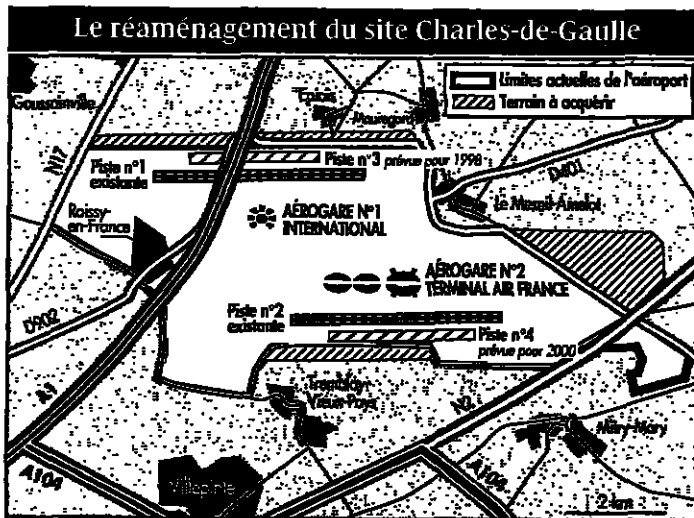 Le réaménagement du site Charles-de-Gaulle
Limites actuelles de l'aéroport
Terrain à acquérir
Goussainville
Epiais
Mauregard
N17
Piste n°1
existante
Piste n°3 prévue pour 1998
D401
Le Mesnil-Amelot
Roissy-
en-France
AÉROGARE N°1
INTERNATIONAL
AÉROGARE N°2
TERMINAL AIR FRANCE
D902
Piste n°2
existante
Piste n°4
prévue pour 2000
A1
Tremblay-
Vieux-Pays
N2
Mitry-Mory
A104
Villepinte
A104
2 km